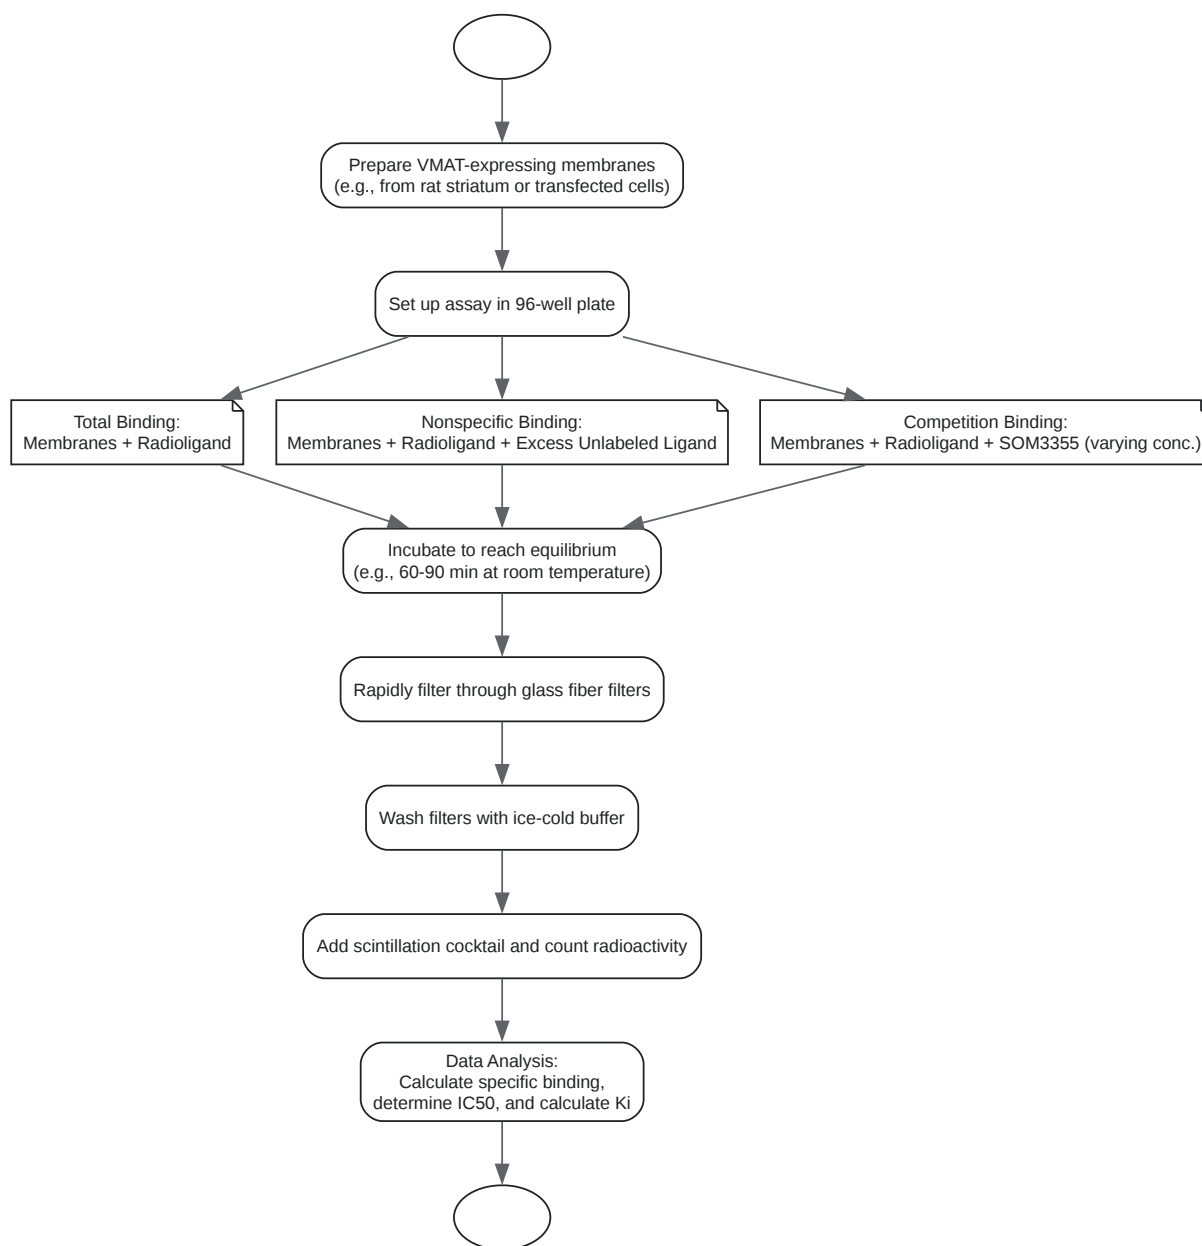 Prepare VMAT-expressing membranes
(e.g., from rat striatum or transfected cells)
Set up assay in 96-well plate
Total Binding:
Membranes + Radioligand
Nonspecific Binding:
Membranes + Radioligand + Excess Unlabeled Ligand
Competition Binding:
Membranes + Radioligand + SOM3355 (varying conc.)
Incubate to reach equilibrium
(e.g., 60-90 min at room temperature)
Rapidly filter through glass fiber filters
Wash filters with ice-cold buffer
Add scintillation cocktail and count radioactivity
Data Analysis:
Calculate specific binding,
determine IC50, and calculate Ki